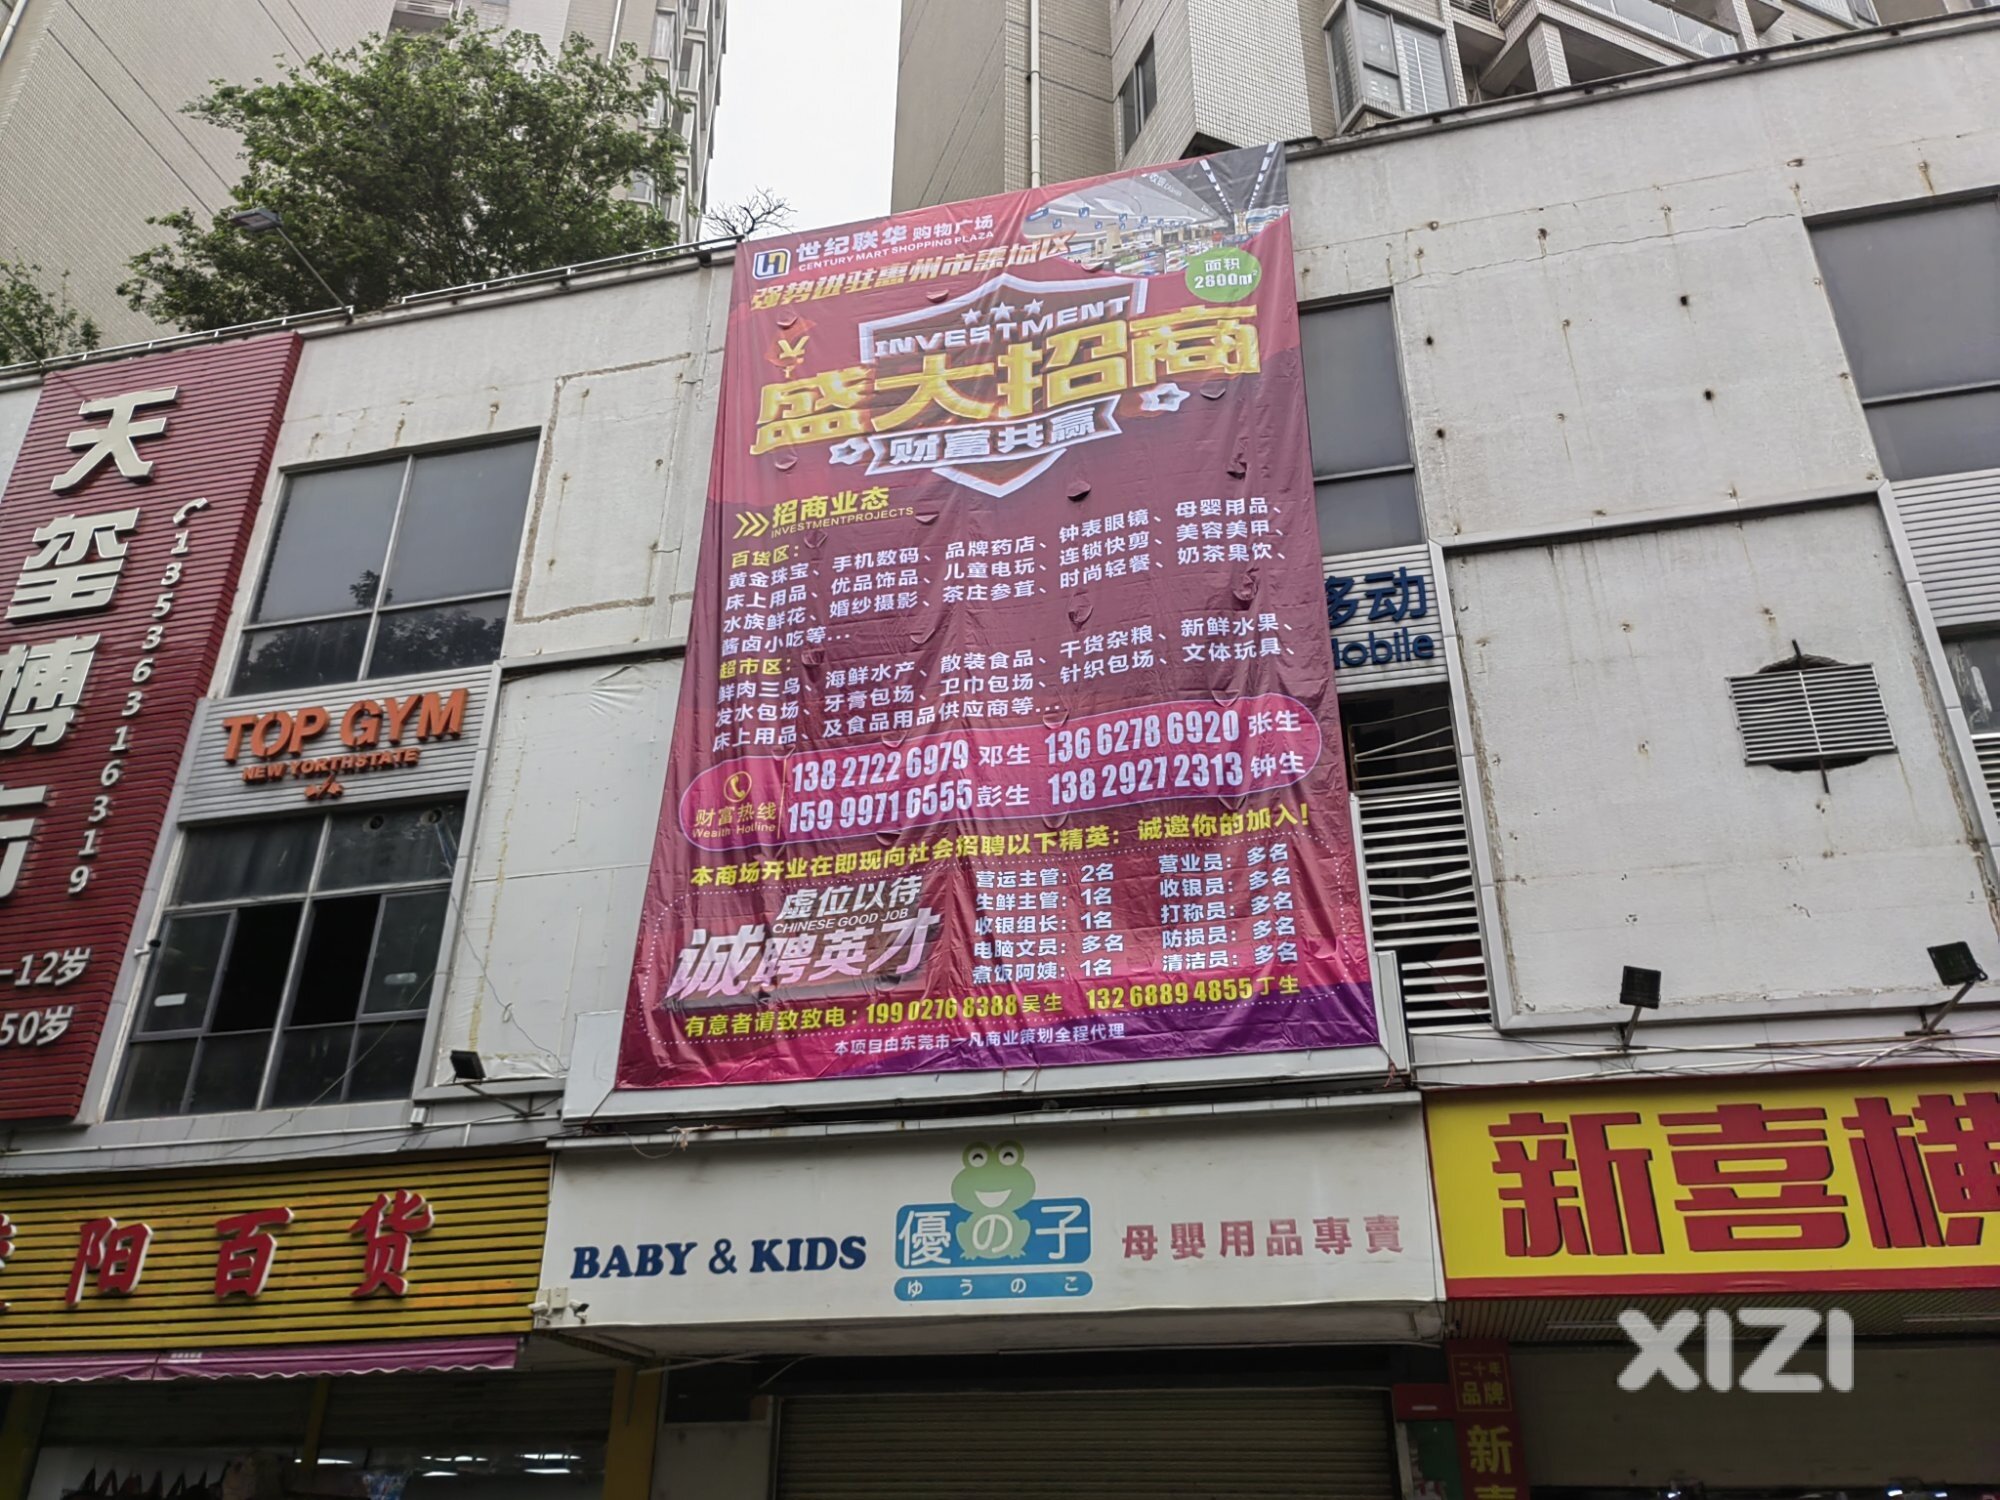 世纪联华购物广场
CENTURY MART SHOPPING PLAZA
强势进驻惠州市惠城区
面积
2600㎡
INVESTMENT
盛大招商
财富共赢
招商业态
INVESTMENTPROJECTS
百货区：
黄金珠宝、手机数码、品牌药店、钟表眼镜、母婴用品、
床上用品、优品饰品、儿童电玩、连锁快剪、美容美甲、
水族鲜花、婚纱摄影、茶庄参茸、时尚轻餐、奶茶果饮、
酱卤小吃等...
超市区：
鲜肉三鸟、海鲜水产、散装食品、干货杂粮、新鲜水果、
发水包场、牙膏包场、卫巾包场、针织包场、文体玩具、
床上用品、及食品用品供应商等...
财富热线
Wealth Hotline
138 2722 6979 邓生 136 6278 6920 张生
159 9971 6555 彭生 138 2927 2313 钟生
本商场开业在即现向社会招聘以下精英：诚邀你的加入！
虚位以待
CHINESE GOOD JOB
诚聘英才
营运主管：2名 营业员：多名
生鲜主管：1名 收银员：多名
收银组长：1名 打称员：多名
电脑文员：多名 防损员：多名
煮饭阿姨：1名 清洁员：多名
有意者请致致电：199 0276 8388 吴生 132 6889 4855 丁生
本项目由东莞市一凡商业策划全程代理
天玺博
13536316319
-12岁
50岁
TOP GYM
NEW YORTHSTATE
移动
Mobile
阳百货
BABY & KIDS
優の子
ゆうのこ
母嬰用品專賣
新喜横
二十年
品牌
新
喜
XIZI